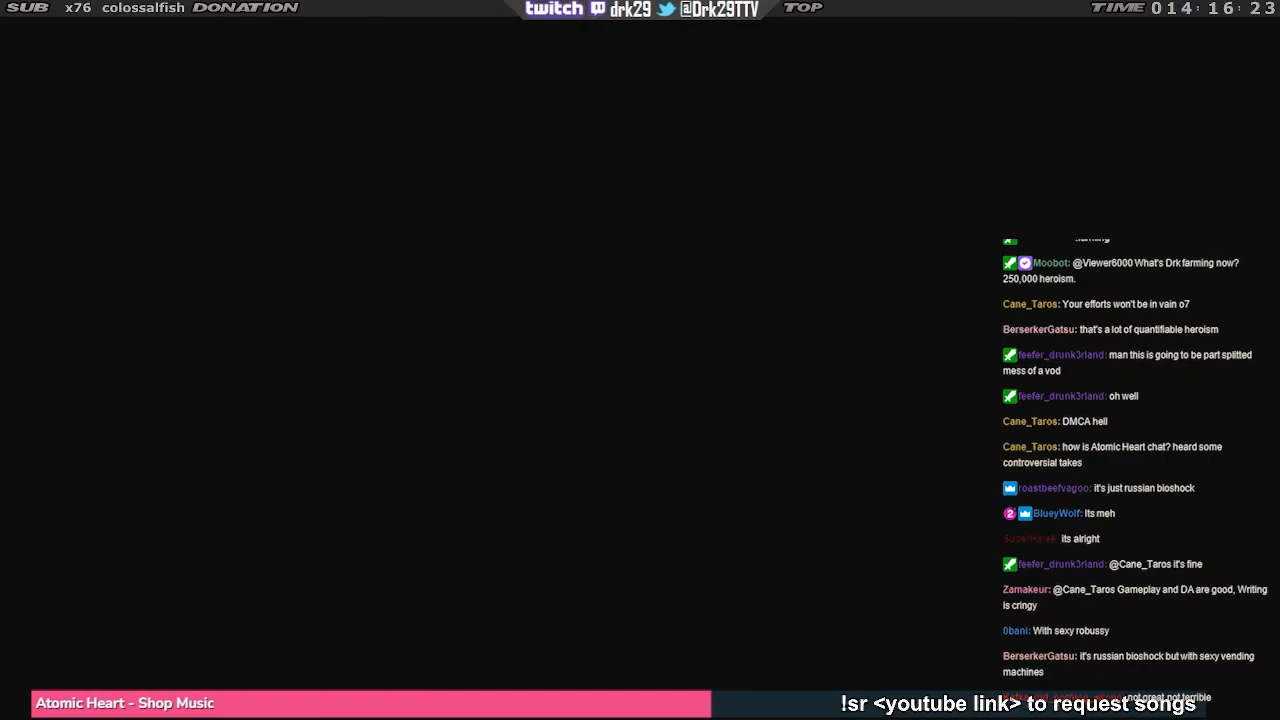 SUB x76 colossalfish DONATION
twitch drk29 @Drk29TTV
TOP
TIME 014:16:23
Moobot: @Viewer6000 What's Drk farming now?
250,000 heroism.
Cane_Taros: Your efforts won't be in vain o7
BerserkerGatsu: that's a lot of quantifiable heroism
feefer_drunk3rland: man this is going to be part splitted
mess of a vod
feefer_drunk3rland: oh well
Cane_Taros: DMCA hell
Cane_Taros: how is Atomic Heart chat? heard some
controversial takes
roastbeefvagoo: it's just russian bioshock
2 BlueyWolf: Its meh
its alright
feefer_drunk3rland: @Cane_Taros it's fine
Zamakeur: @Cane_Taros Gameplay and DA are good, Writing
is cringy
0bani: With sexy robussy
BerserkerGatsu: it's russian bioshock but with sexy vending
machines
not great not terrible
Atomic Heart - Shop Music
!sr <youtube link> to request songs